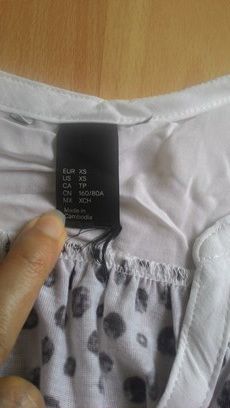 EUR XS
US XS
CA TP
CN 160/80A
MX XCH
Made in
Cambodia